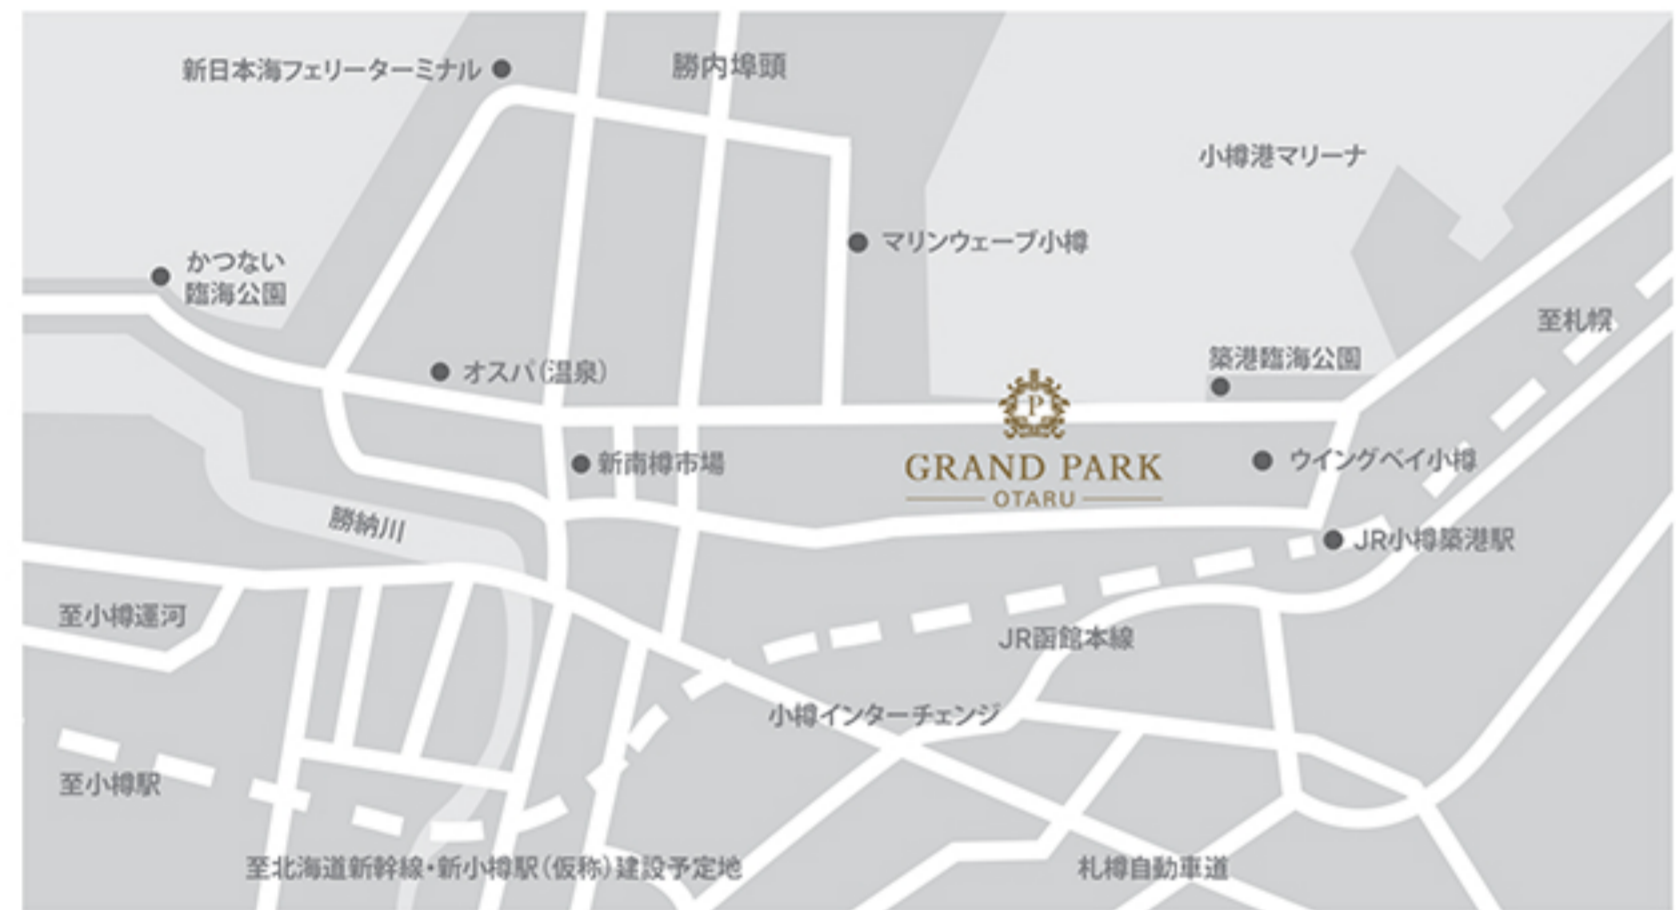 新日本海フェリーターミナル
勝内埠頭
小樽港マリーナ
マリンウェーブ小樽
かつない
臨海公園
至札幌
築港臨海公園
オスパ（温泉）
P
GRAND PARK
OTARU
新南樽市場
ウイングベイ小樽
勝納川
JR小樽築港駅
至小樽運河
JR函館本線
小樽インターチェンジ
至小樽駅
至北海道新幹線・新小樽駅（仮称）建設予定地
札樽自動車道